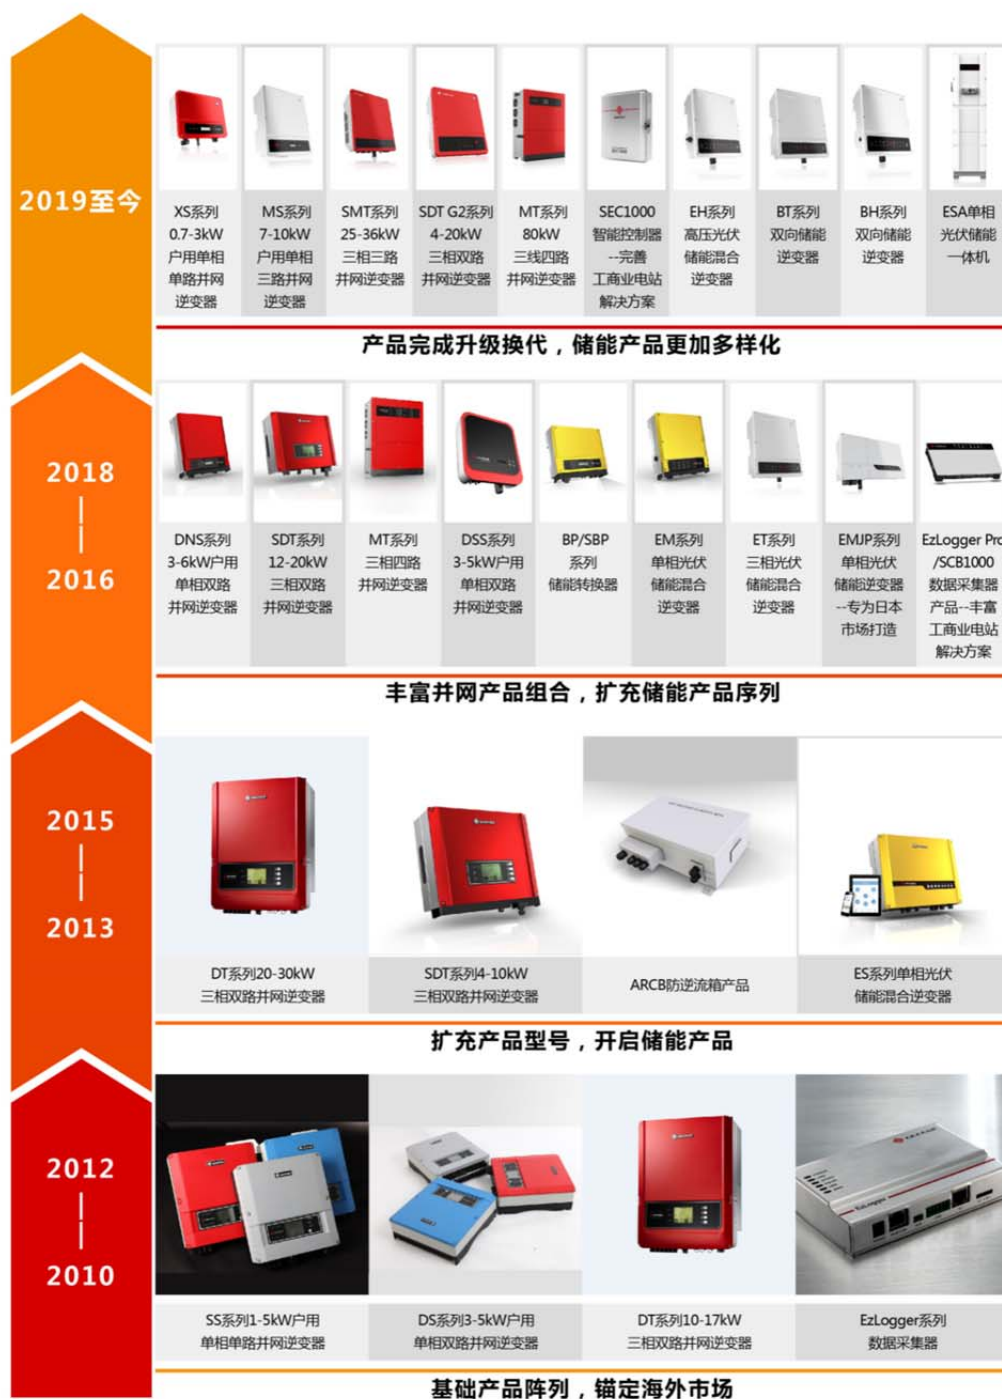 2019至今
XS系列
0.7-3kW
户用单相
单路并网
逆变器
MS系列
7-10kW
户用单相
三路并网
逆变器
SMT系列
25-36kW
三相三路
并网逆变器
SDT G2系列
4-20kW
三相双路
并网逆变器
MT系列
80kW
三线四路
并网逆变器
SEC1000
智能控制器
--完善
工商业电站
解决方案
EH系列
高压光伏
储能混合
逆变器
BT系列
双向储能
逆变器
BH系列
双向储能
逆变器
ESA单相
光伏储能
一体机
产品完成升级换代，储能产品更加多样化
2018
2016
DNS系列
3-6kW户用
单相双路
并网逆变器
SDT系列
12-20kW
三相双路
并网逆变器
MT系列
三相四路
并网逆变器
DSS系列
3-5kW户用
单相双路
并网逆变器
BP/SBP
系列
储能转换器
EM系列
单相光伏
储能混合
逆变器
ET系列
三相光伏
储能混合
逆变器
EMJP系列
单相光伏
储能逆变器
--专为日本
市场打造
EzLogger Pro
/SCB1000
数据采集器
产品--丰富
工商业电站
解决方案
丰富并网产品组合，扩充储能产品序列
2015
2013
DT系列20-30kW
三相双路并网逆变器
SDT系列4-10kW
三相双路并网逆变器
ARCB防逆流箱产品
ES系列单相光伏
储能混合逆变器
扩充产品型号，开启储能产品
2012
2010
EzLogger
SS系列1-5kW户用
单相单路并网逆变器
DS系列3-5kW户用
单相双路并网逆变器
DT系列10-17kW
三相双路并网逆变器
EzLogger系列
数据采集器
基础产品阵列，锚定海外市场